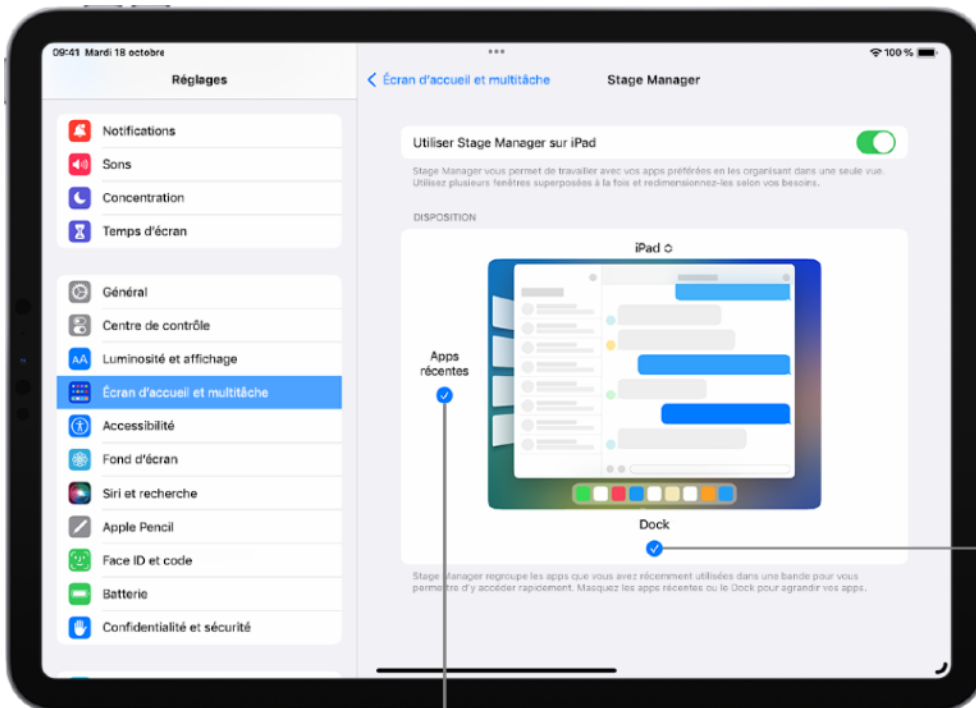 09:41 Mardi 18 octobre
100 %
Réglages
Écran d'accueil et multitâche
Stage Manager
Notifications
Sons
Concentration
Temps d'écran
Général
Centre de contrôle
AA Luminosité et affichage
Écran d'accueil et multitâche
Accessibilité
Fond d'écran
Siri et recherche
Apple Pencil
Face ID et code
Batterie
Confidentialité et sécurité
Utiliser Stage Manager sur iPad
Stage Manager vous permet de travailler avec vos apps préférées en les organisant dans une seule vue.
Utilisez plusieurs fenêtres superposées à la fois et redimensionnez-les selon vos besoins.
DISPOSITION
iPad
Apps
récentes
Dock
Stage Manager regroupe les apps que vous avez récemment utilisées dans une bande pour vous
permettre d'y accéder rapidement. Masquez les apps récentes ou le Dock pour agrandir vos apps.